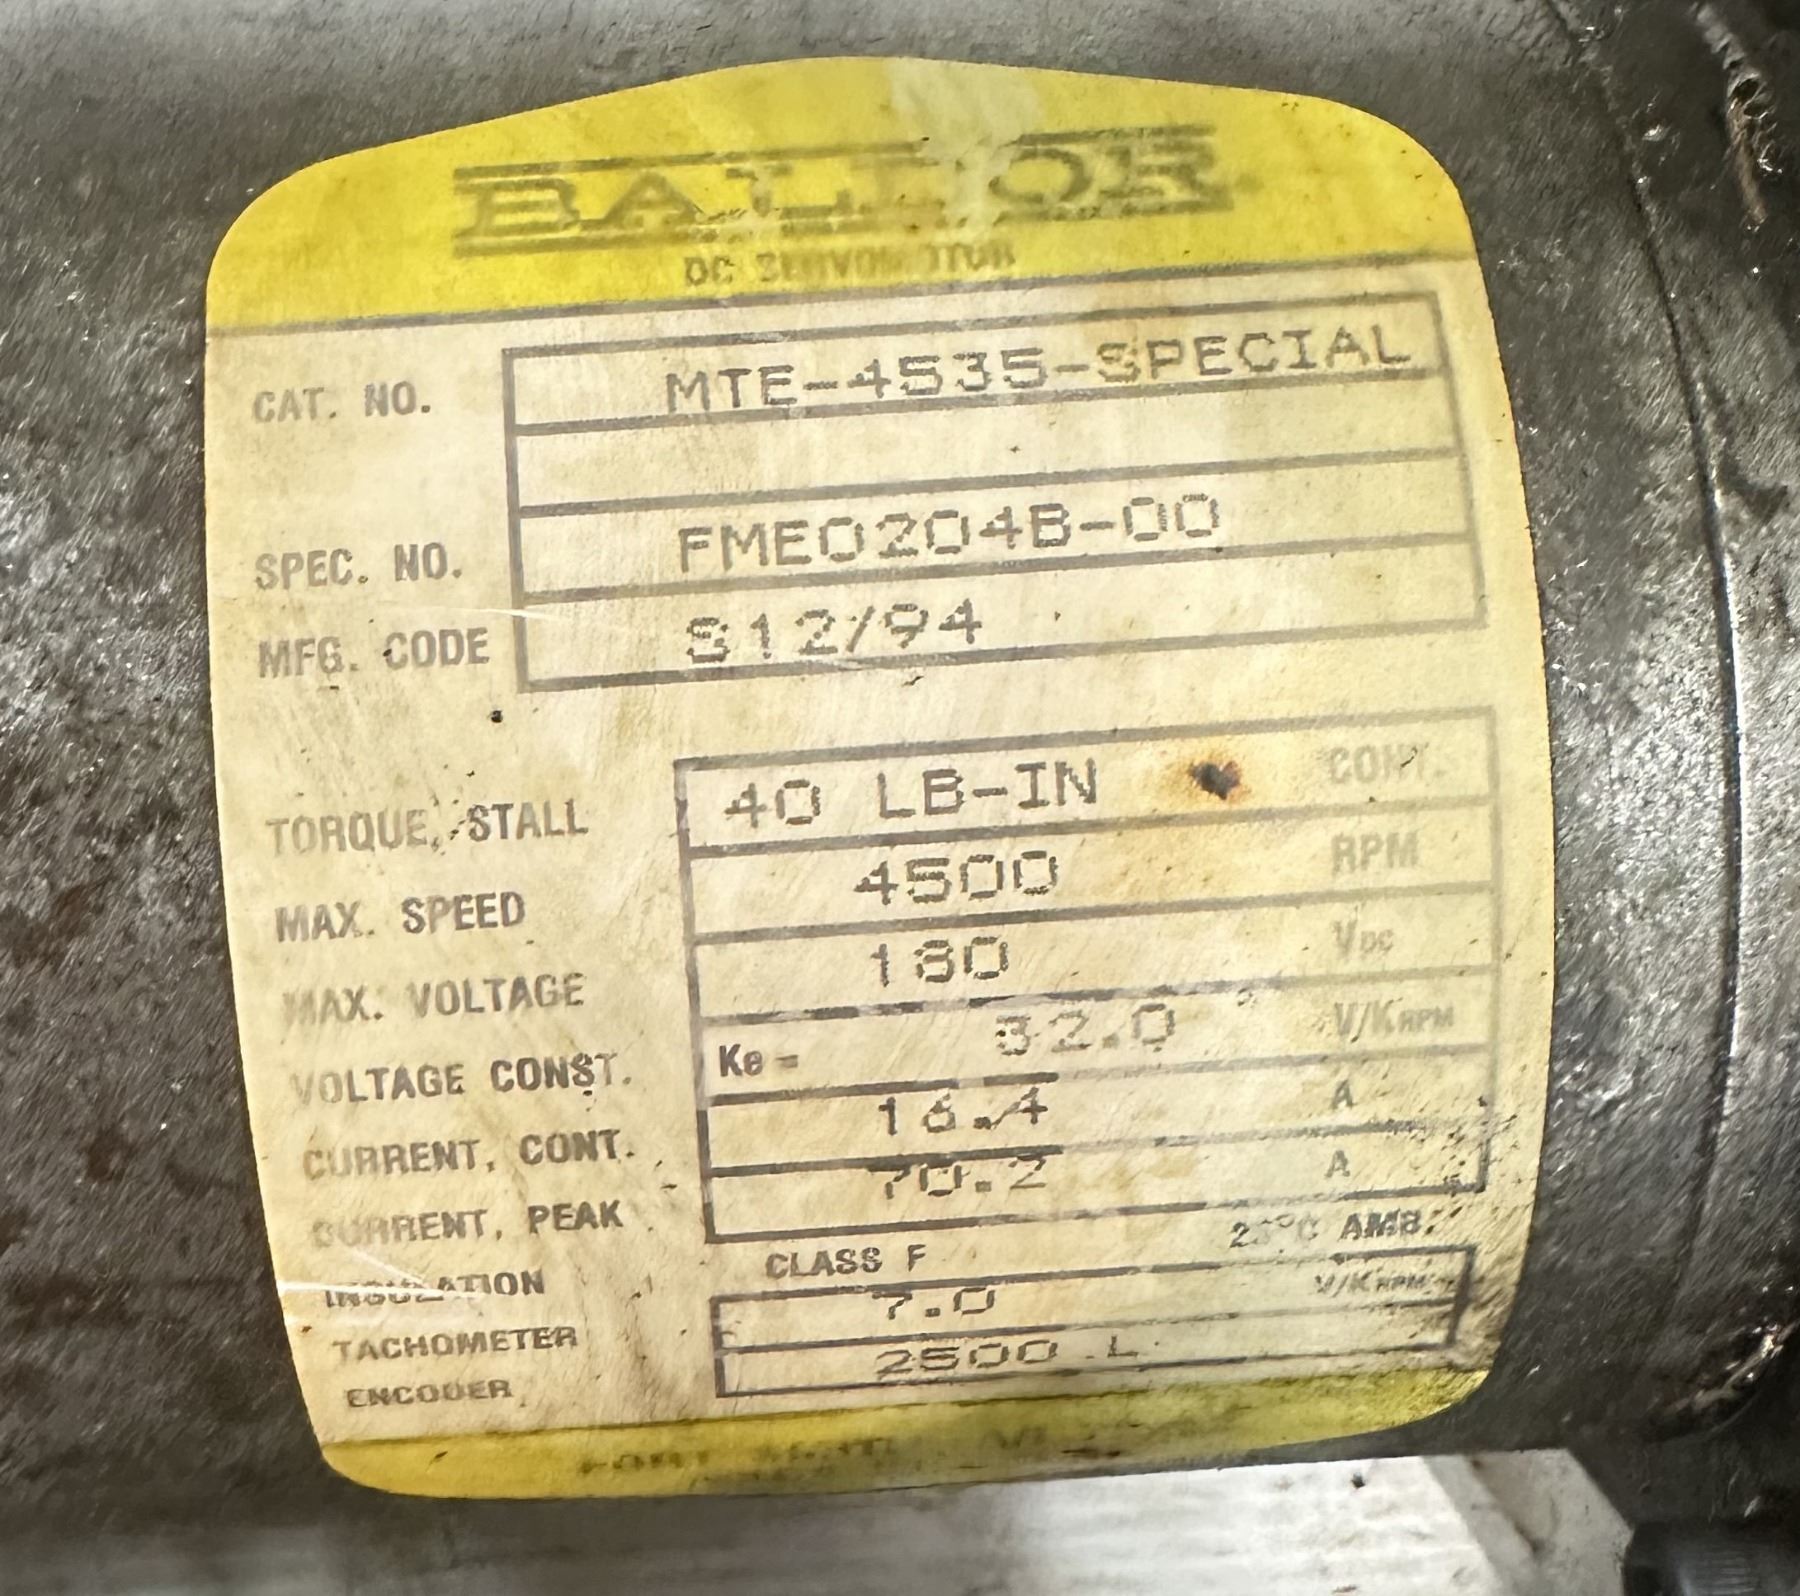 BALDOR
DC SERVOMOTOR
CAT. NO. MTE-4535-SPECIAL
SPEC. NO. FME0204B-00
MFG. CODE S12/94
TORQUE, STALL 40 LB-IN CONT.
MAX. SPEED 4500 RPM
MAX. VOLTAGE 180 VDC
VOLTAGE CONST. Ke = 32.0 V/KRPM
CURRENT, CONT. 16.4 A
CURRENT, PEAK 70.2 A
INSULATION CLASS F AMB.
TACHOMETER 7.0 V/KRPM
ENCODER 2500 L